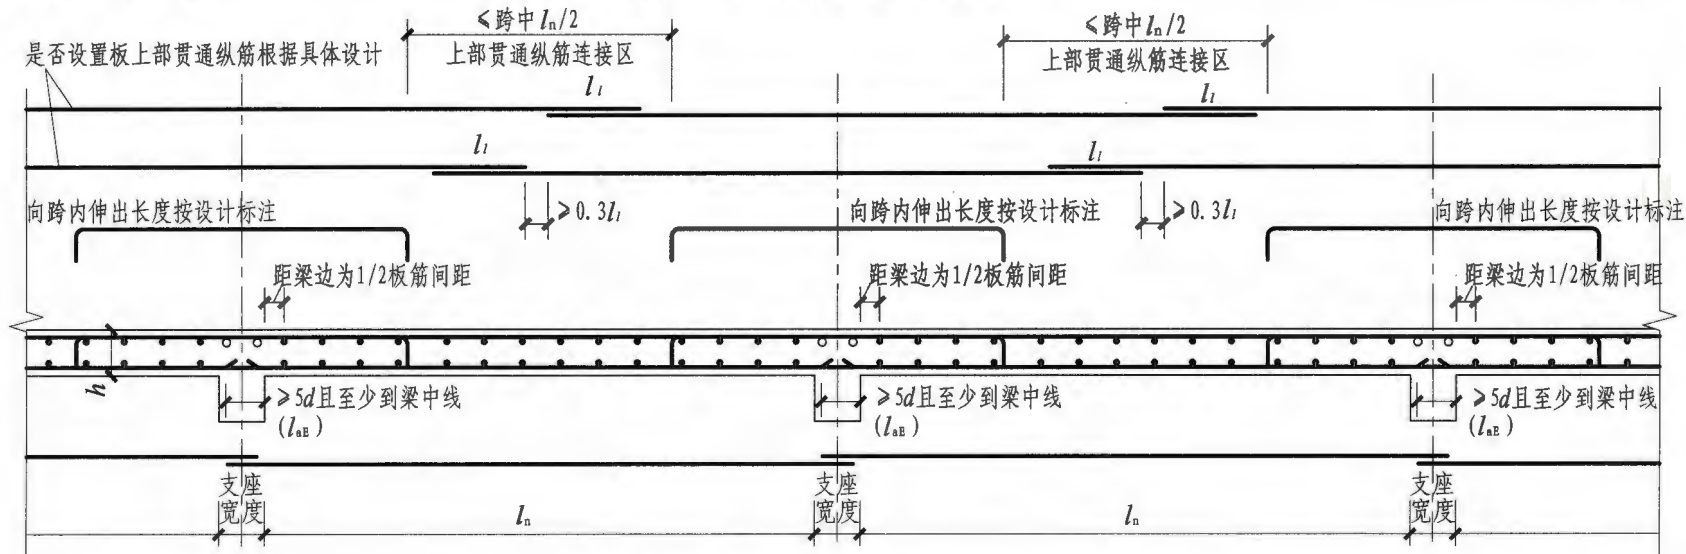 ≤跨中ln/2
上部贯通纵筋连接区
≤跨中ln/2
上部贯通纵筋连接区
是否设置板上部贯通纵筋根据具体设计
ll
ll
ll
ll
向跨内伸出长度按设计标注
≥0.3ll
向跨内伸出长度按设计标注
≥0.3ll
向跨内伸出长度按设计标注
距梁边为1/2板筋间距
距梁边为1/2板筋间距
距梁边为1/2板筋间距
h
≥5d且至少到梁中线
(laE)
≥5d且至少到梁中线
(laE)
≥5d且至少到梁中线
(laE)
支座
宽度
ln
支座
宽度
ln
支座
宽度